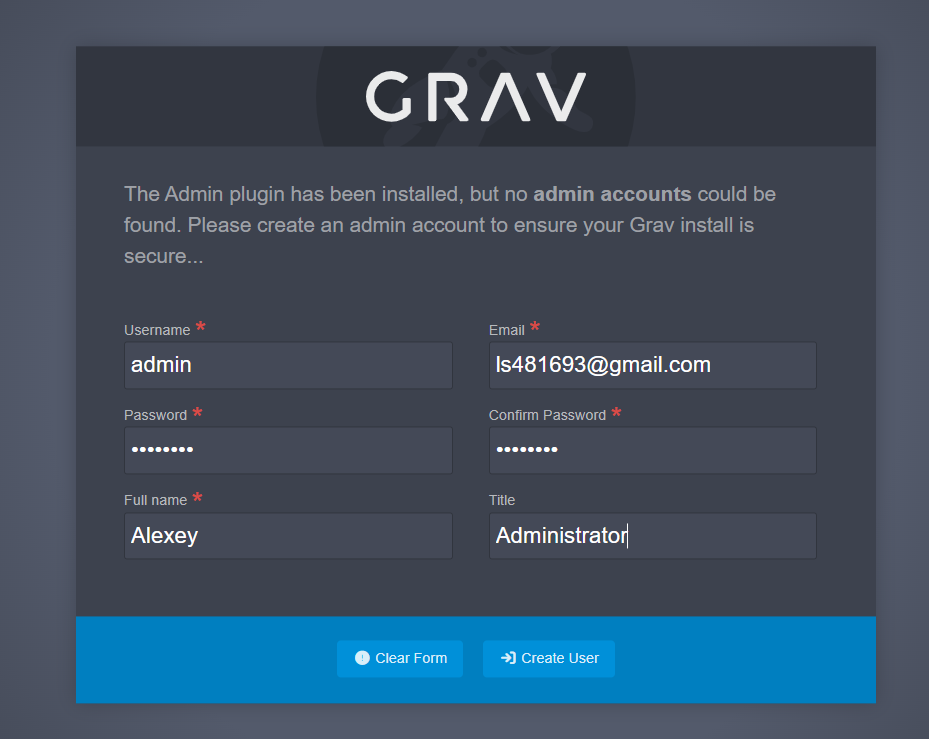 GRAV
The Admin plugin has been installed, but no admin accounts could be
found. Please create an admin account to ensure your Grav install is
secure...
Username *
Email *
admin
ls481693@gmail.com
Password *
Confirm Password *
••••••••
••••••••
Full name *
Title
Alexey
Administrator
Clear Form
Create User